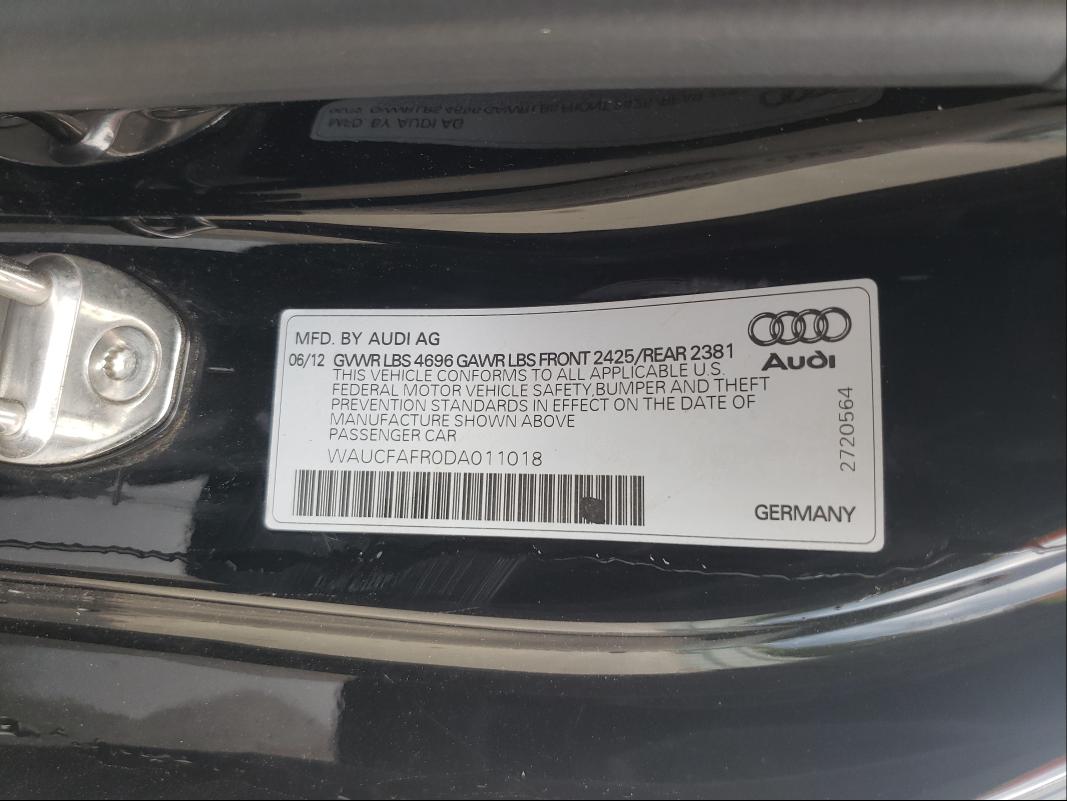 MFD. BY AUDI AG
06/12 GVWR LBS 4696 GAWR LBS FRONT 2425/REAR 2381
THIS VEHICLE CONFORMS TO ALL APPLICABLE U.S.
FEDERAL MOTOR VEHICLE SAFETY, BUMPER AND THEFT
PREVENTION STANDARDS IN EFFECT ON THE DATE OF
MANUFACTURE SHOWN ABOVE
PASSENGER CAR
WAUCFAFR0DA011018
Audi
2720564
GERMANY